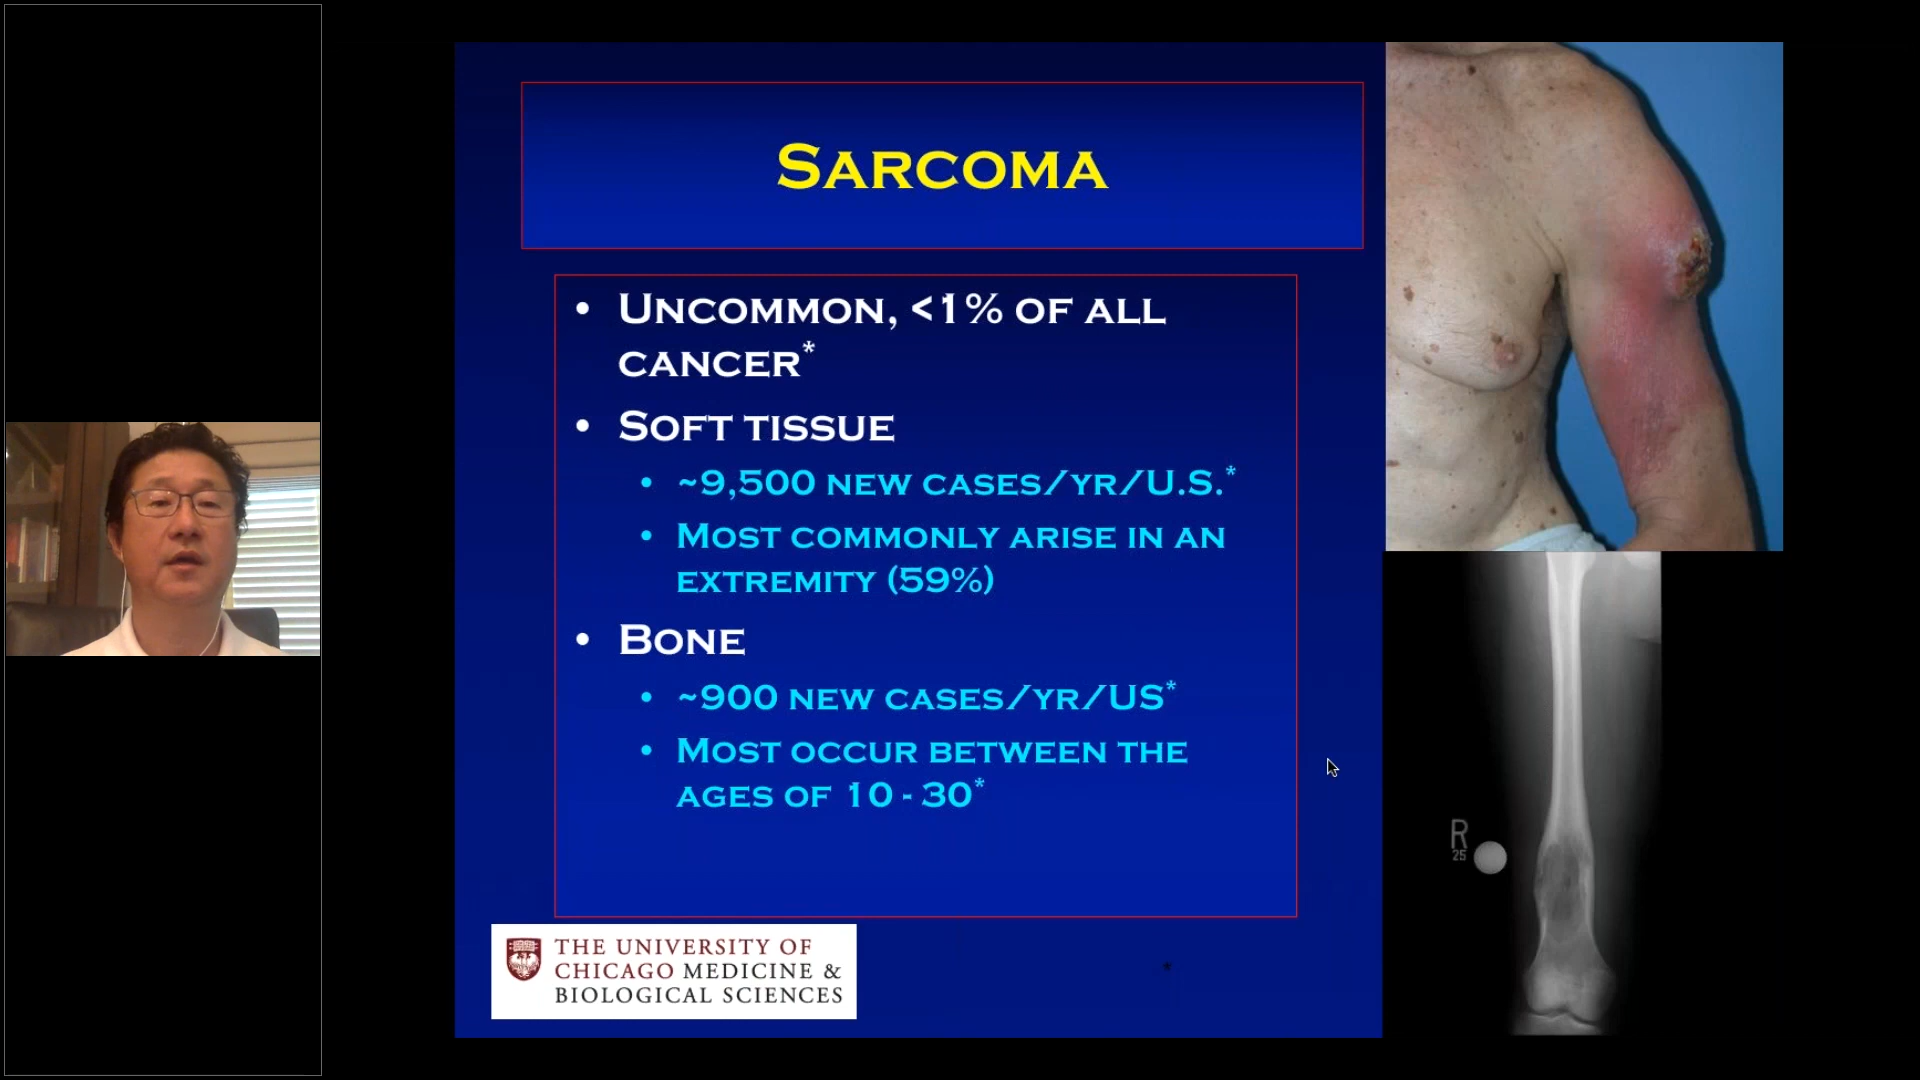 Sarcoma
• Uncommon, <1% of all
cancer*
• Soft tissue
• ~9,500 new cases/yr/U.S.*
• Most commonly arise in an
extremity (59%)
• Bone
• ~900 new cases/yr/US*
• Most occur between the
ages of 10 - 30*
THE UNIVERSITY OF
CHICAGO MEDICINE &
BIOLOGICAL SCIENCES
*
R
25